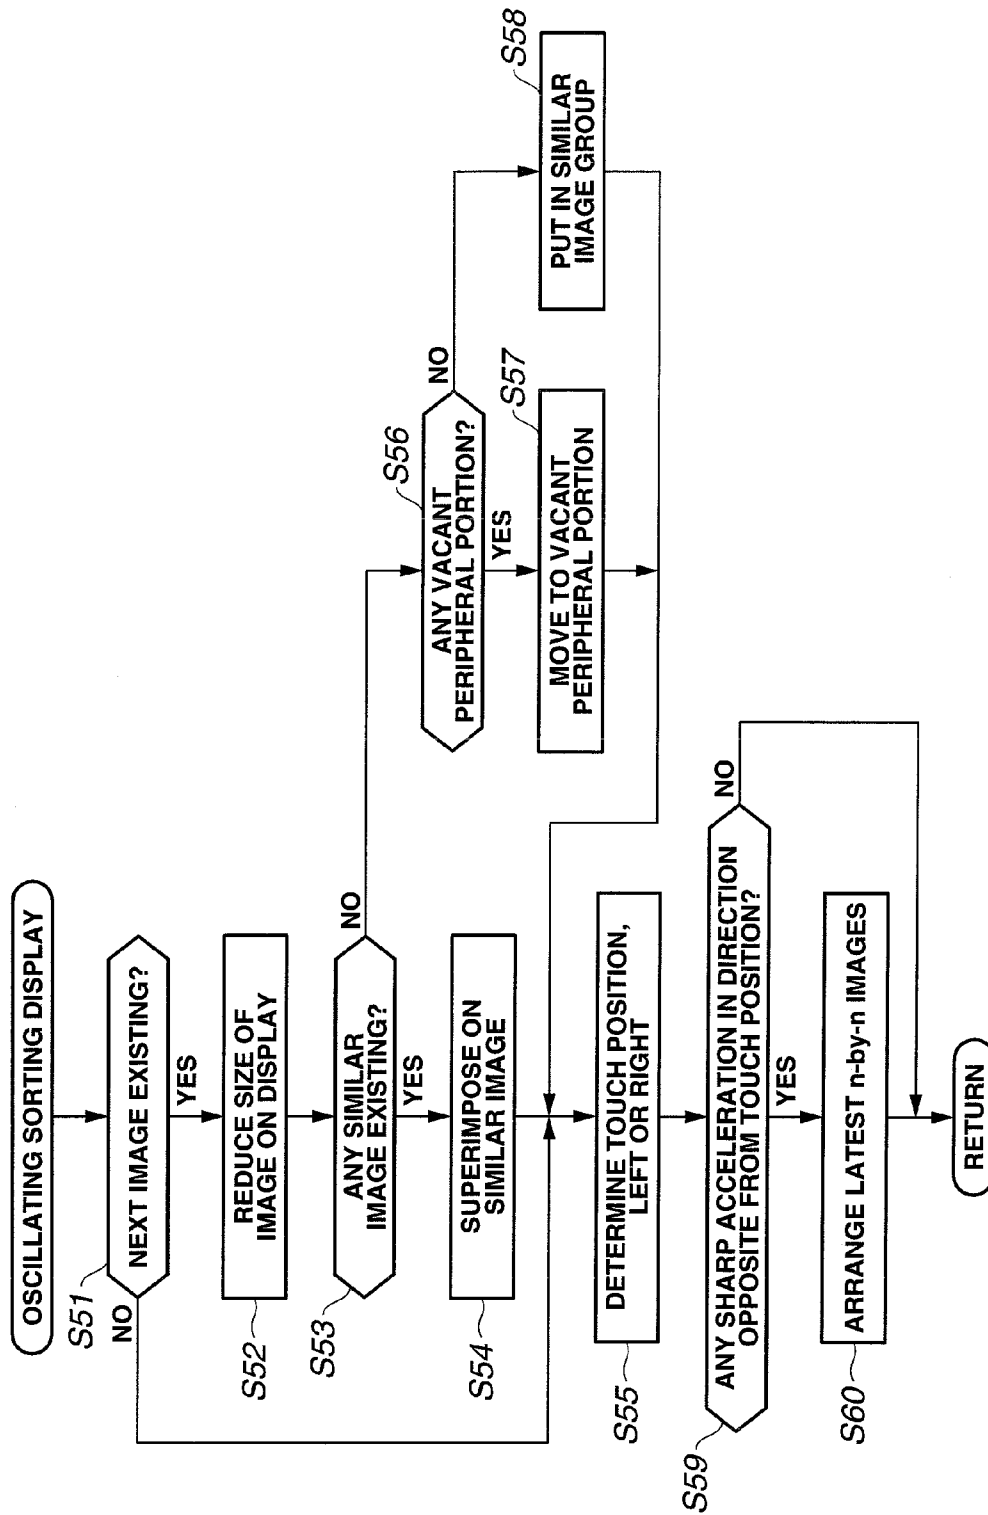 OSCILLATING SORTING DISPLAY
S51
NEXT IMAGE EXISTING?
NO
YES
S52
REDUCE SIZE OF
IMAGE ON DISPLAY
S53
ANY SIMILAR
IMAGE EXISTING?
NO
YES
S54
SUPERIMPOSE ON
SIMILAR IMAGE
S56
ANY VACANT
PERIPHERAL PORTION?
NO
YES
S57
MOVE TO VACANT
PERIPHERAL PORTION
S58
PUT IN SIMILAR
IMAGE GROUP
S55
DETERMINE TOUCH POSITION,
LEFT OR RIGHT
S59
ANY SHARP ACCELERATION IN DIRECTION
OPPOSITE FROM TOUCH POSITION?
NO
YES
S60
ARRANGE LATEST n-by-n IMAGES
RETURN